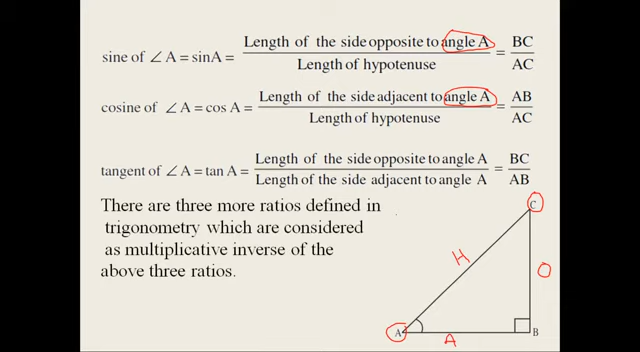 sine of ∠A = sinA = Length of the side opposite to angle A / Length of hypotenuse = BC / AC
cosine of ∠A = cos A = Length of the side adjacent to angle A / Length of hypotenuse = AB / AC
tangent of ∠A = tan A = Length of the side opposite to angle A / Length of the side adjacent to angle A = BC / AB
There are three more ratios defined in
trigonometry which are considered
as multiplicative inverse of the
above three ratios.
C
H
O
A
B
A